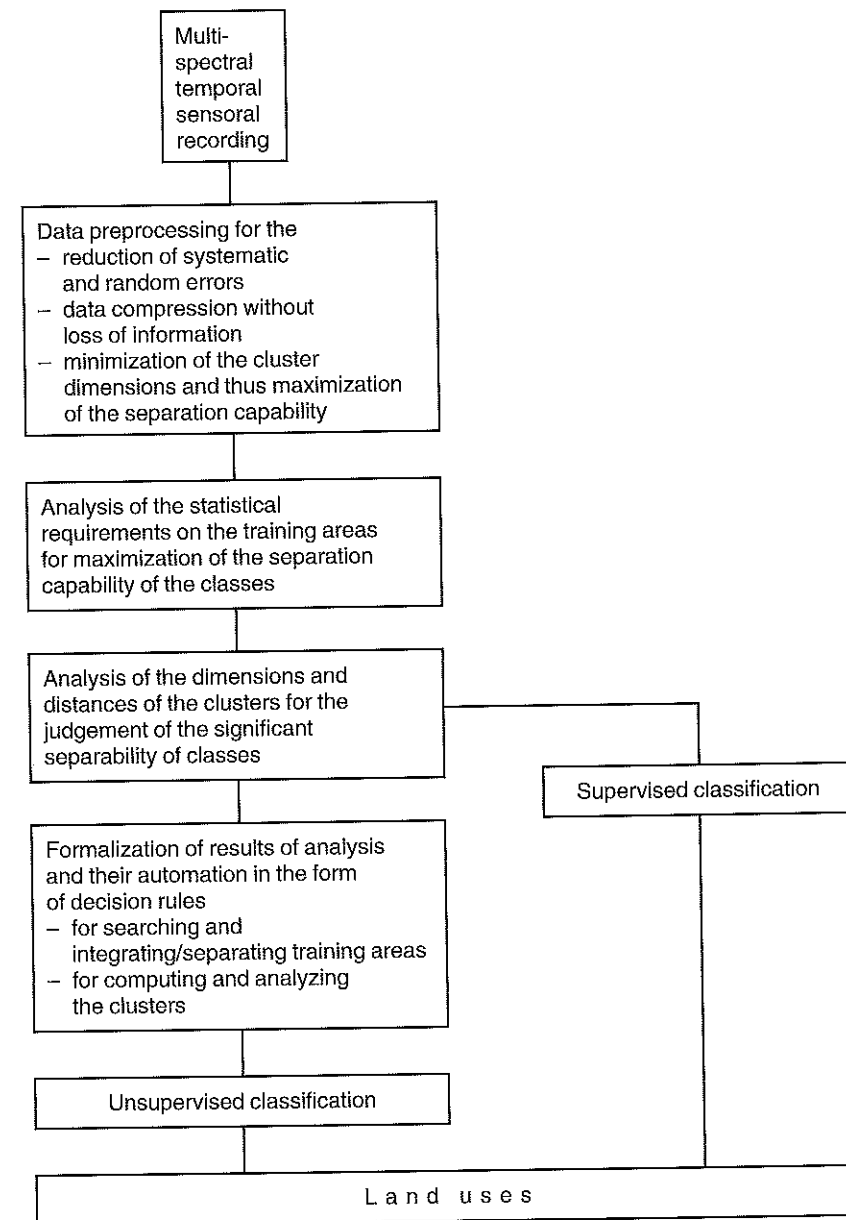 Multi-
spectral
temporal
sensoral
recording
Data preprocessing for the
– reduction of systematic
and random errors
– data compression without
loss of information
– minimization of the cluster
dimensions and thus maximization
of the separation capability
Analysis of the statistical
requirements on the training areas
for maximization of the separation
capability of the classes
Analysis of the dimensions and
distances of the clusters for the
judgement of the significant
separability of classes
Supervised classification
Formalization of results of analysis
and their automation in the form
of decision rules
– for searching and
integrating/separating training areas
– for computing and analyzing
the clusters
Unsupervised classification
Land uses